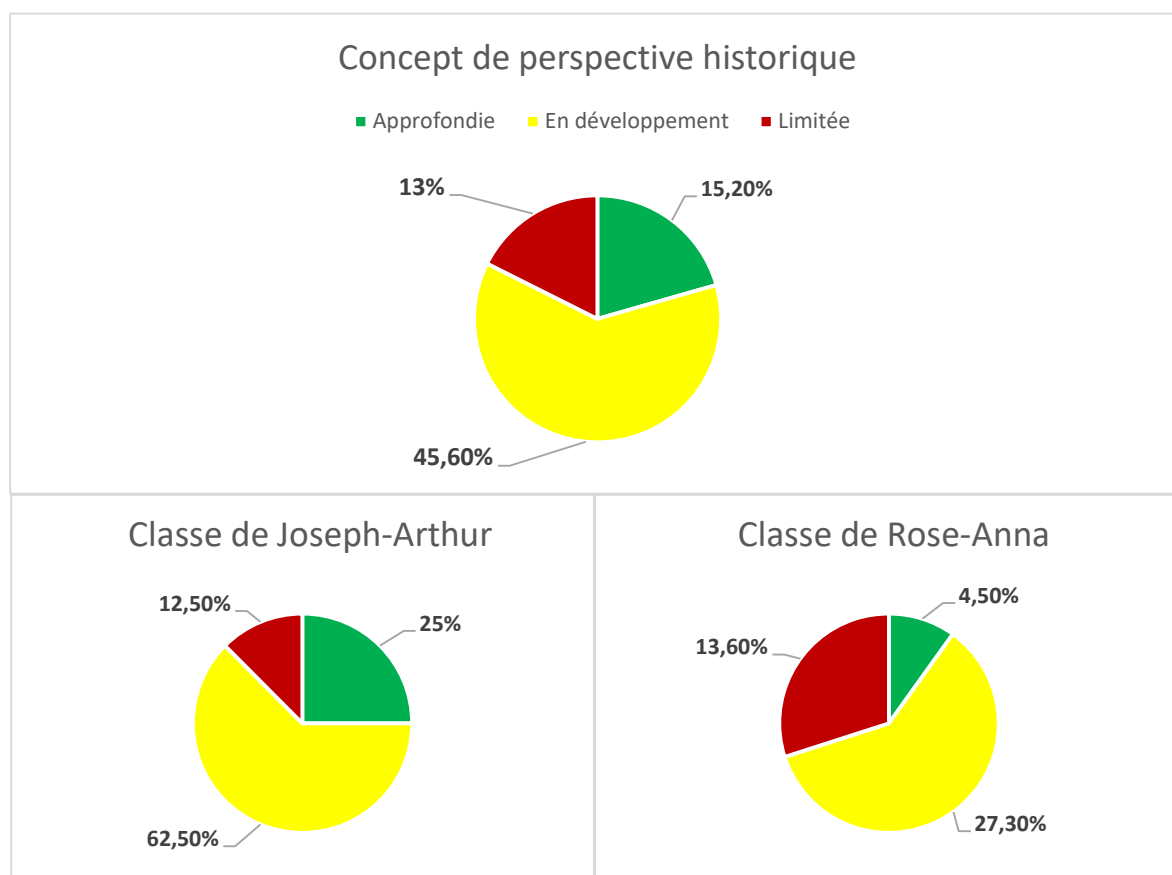 Concept de perspective historique
Approfondie En développement Limitée
13%
15,20%
45,60%
Classe de Joseph-Arthur
12,50%
25%
62,50%
Classe de Rose-Anna
4,50%
13,60%
27,30%